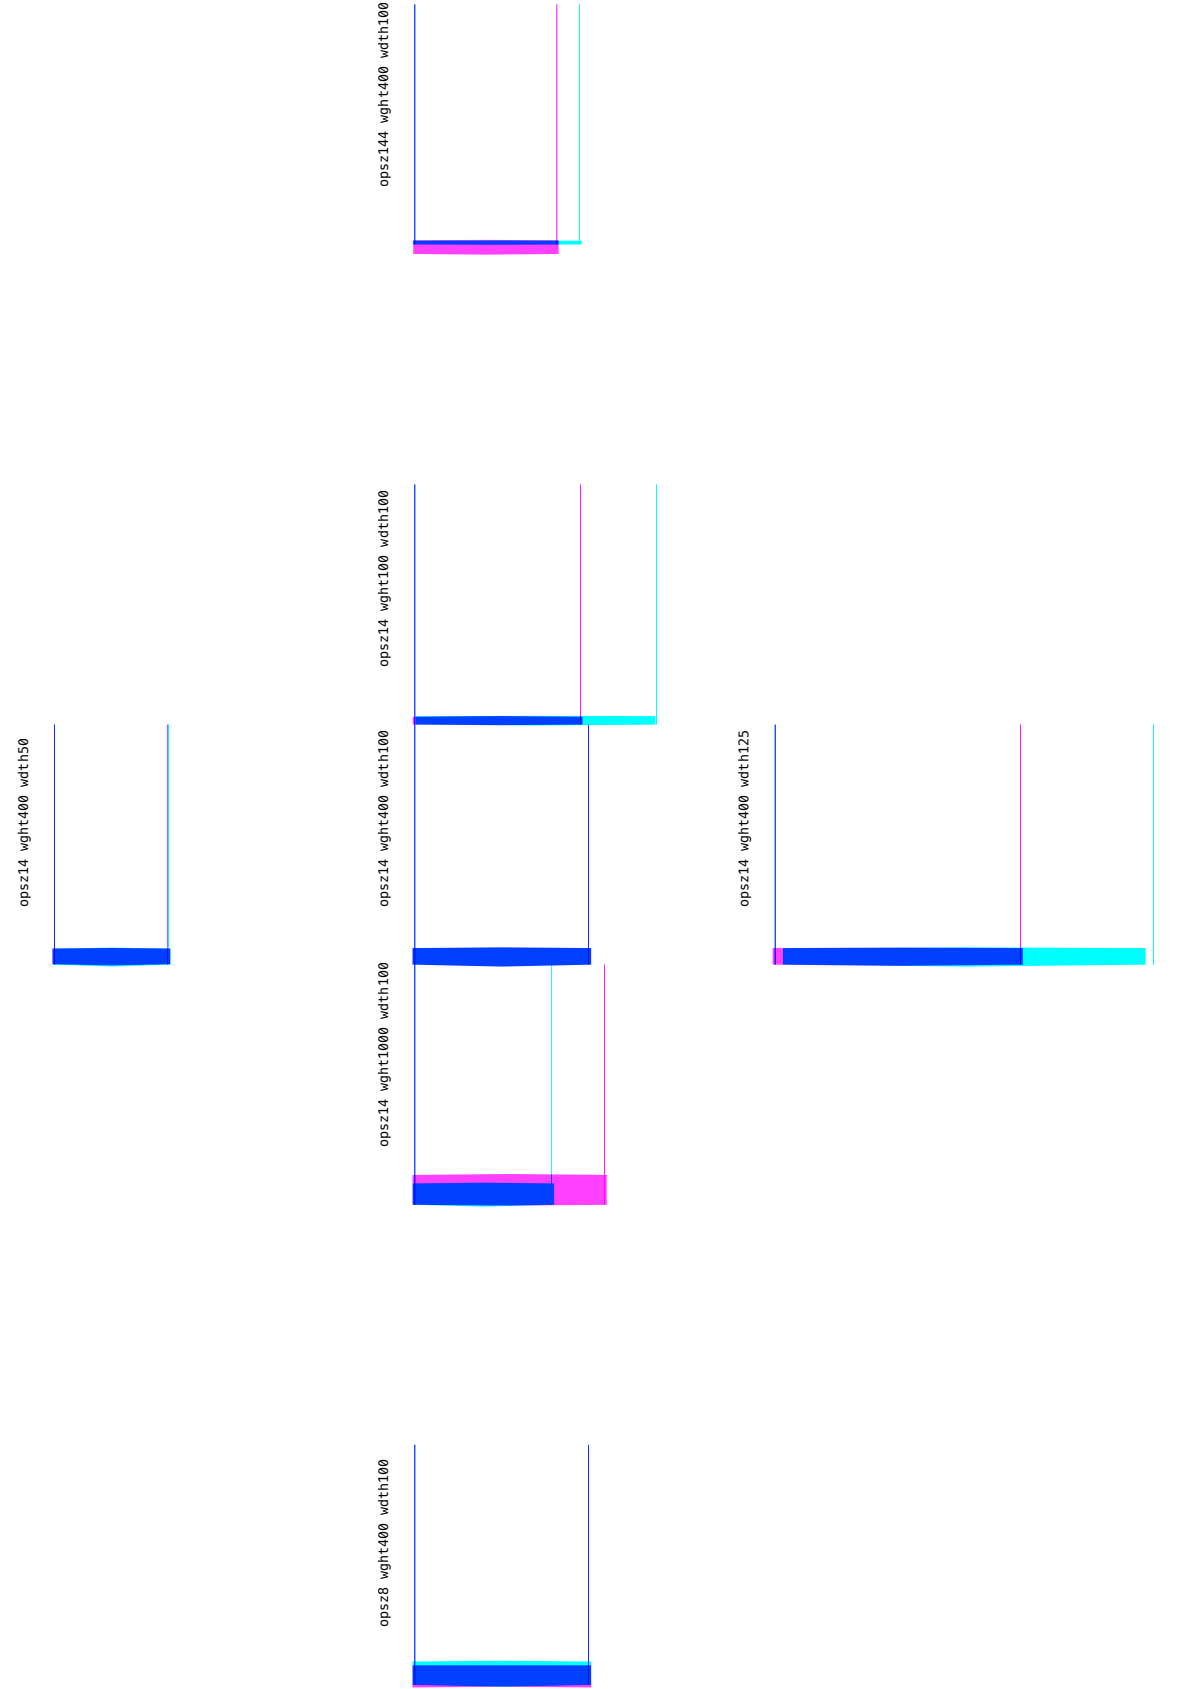 opsz144 wght400 wdth100
opsz14 wght100 wdth100
opsz14 wght400 wdth50
opsz14 wght400 wdth100
opsz14 wght400 wdth125
opsz14 wght1000 wdth100
opsz8 wght400 wdth100